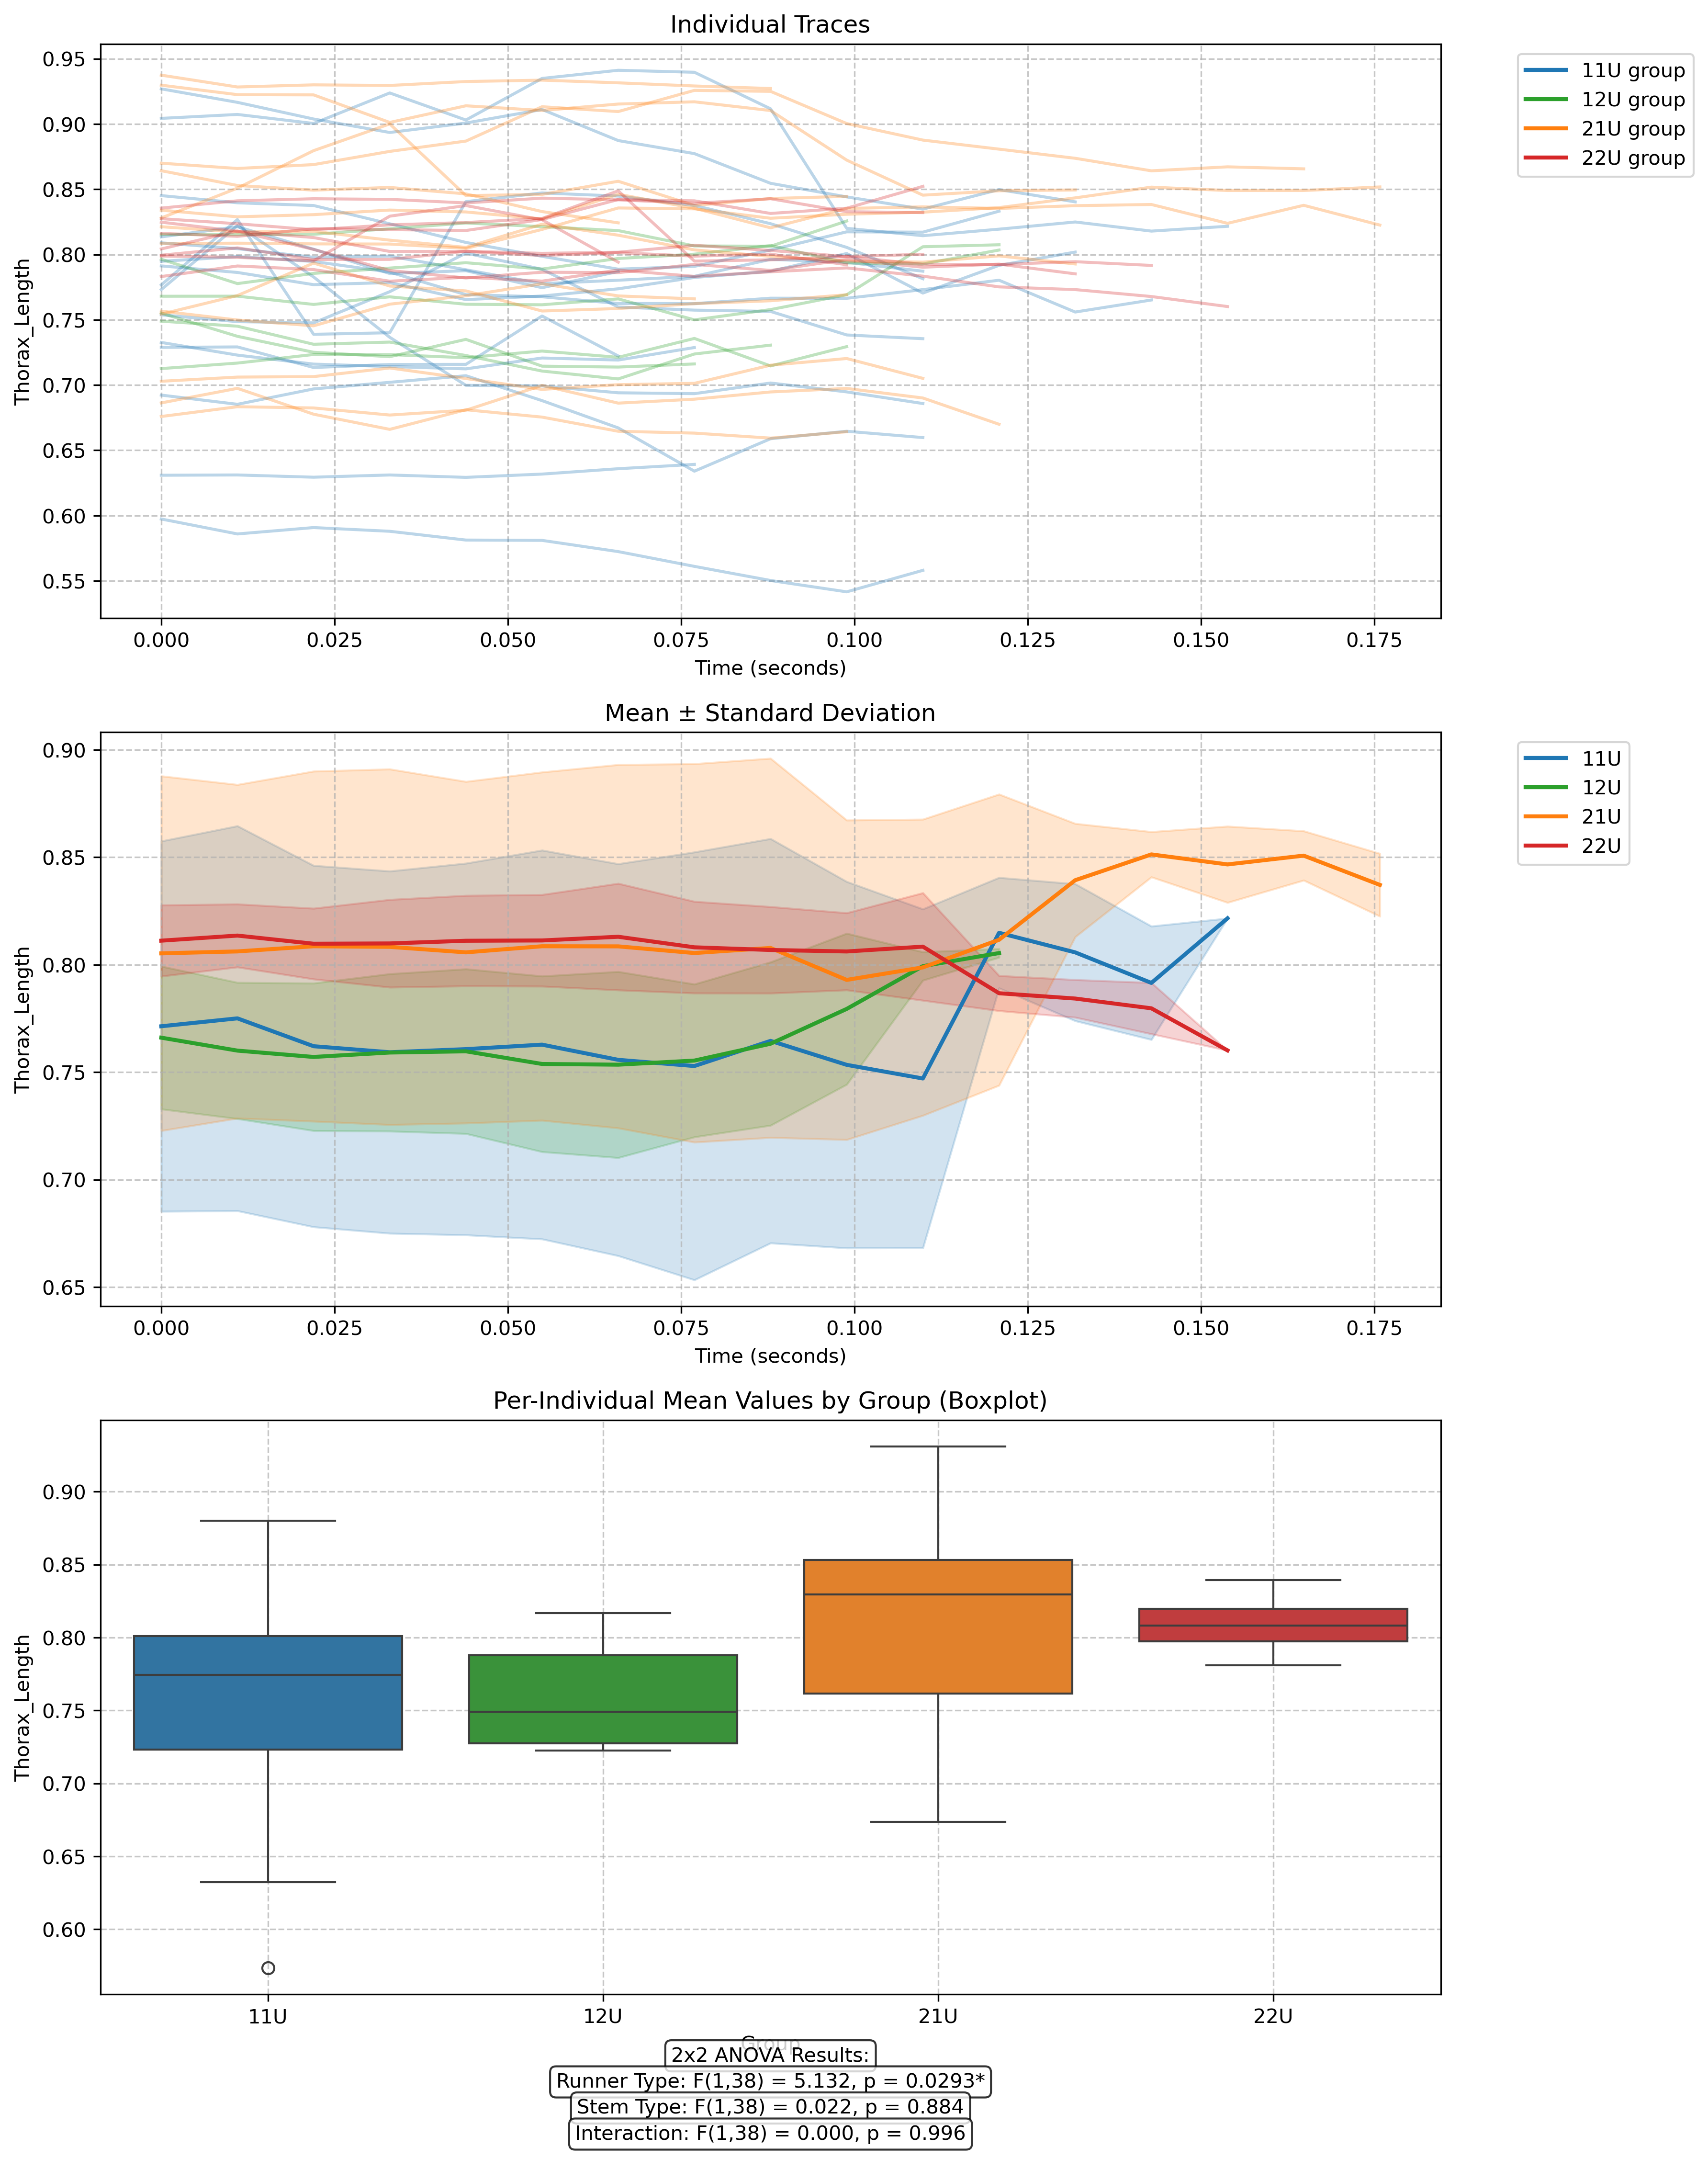 Individual Traces
0.95
0.90
0.85
0.80
0.75
0.70
0.65
0.60
0.55
Thorax_Length
0.000 0.025 0.050 0.075 0.100 0.125 0.150 0.175
Time (seconds)
11U group
12U group
21U group
22U group
Mean ± Standard Deviation
0.90
0.85
0.80
0.75
0.70
0.65
Thorax_Length
0.000 0.025 0.050 0.075 0.100 0.125 0.150 0.175
Time (seconds)
11U
12U
21U
22U
Per-Individual Mean Values by Group (Boxplot)
0.90
0.85
0.80
0.75
0.70
0.65
0.60
Thorax_Length
11U 12U 21U 22U
Group
2x2 ANOVA Results:
Runner Type: F(1,38) = 5.132, p = 0.0293*
Stem Type: F(1,38) = 0.022, p = 0.884
Interaction: F(1,38) = 0.000, p = 0.996